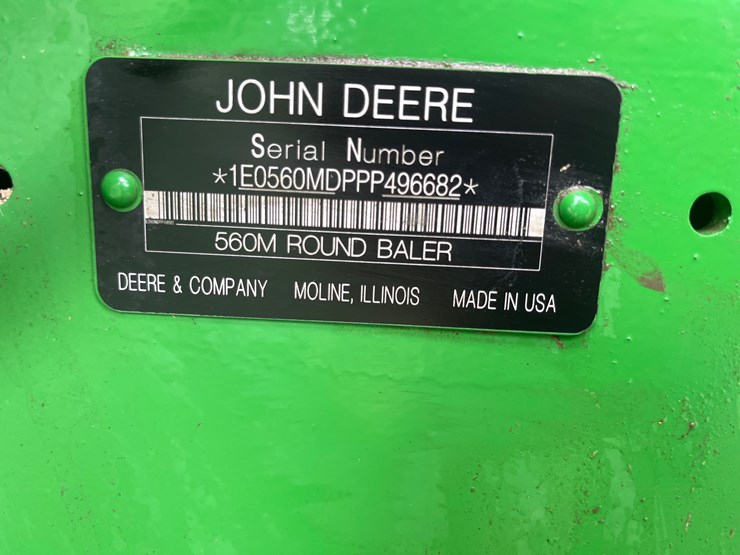 JOHN DEERE
Serial Number
*1E0560MDPPP496682*
560M ROUND BALER
DEERE & COMPANY MOLINE, ILLINOIS MADE IN USA